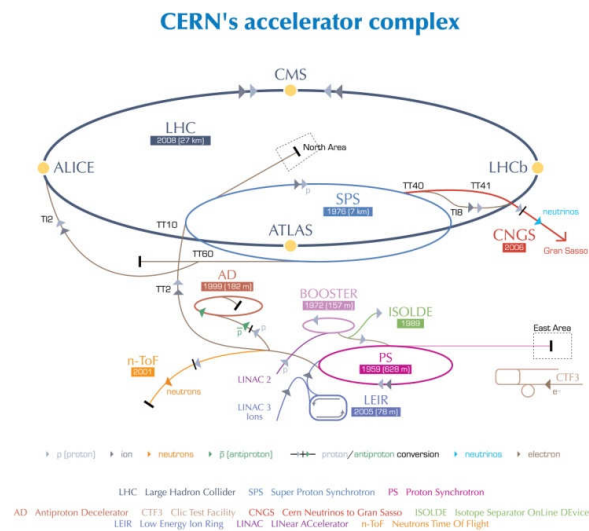 CERN's accelerator complex
CMS
LHC
2008 (27 km)
North Area
ALICE
LHCb
p
SPS
1976 (7 km)
TT40
TT41
TI2
TI8
TT10
ATLAS
neutrinos
CNGS
2006
Gran Sasso
TT60
AD
1999 (182 m)
TT2
BOOSTER
1972 (157 m)
ISOLDE
1989
p̅
p
East Area
n-ToF
2001
PS
1959 (628 m)
p
LINAC 2
neutrons
CTF3
e-
LEIR
2005 (78 m)
LINAC 3
Ions
p (proton) ion neutrons p̅ (antiproton) proton/antiproton conversion neutrinos electron
LHC Large Hadron Collider SPS Super Proton Synchrotron PS Proton Synchrotron
AD Antiproton Decelerator CTF3 Clic Test Facility CNGS Cern Neutrinos to Gran Sasso ISOLDE Isotope Separator OnLine DEvice
LEIR Low Energy Ion Ring LINAC LINear ACcelerator n-ToF Neutrons Time Of Flight